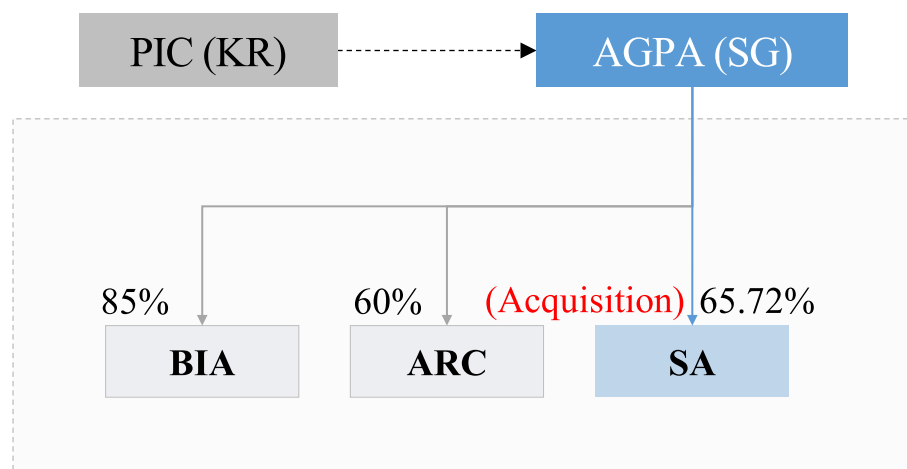 PIC (KR)
AGPA (SG)
85%
60%
(Acquisition)
65.72%
BIA
ARC
SA